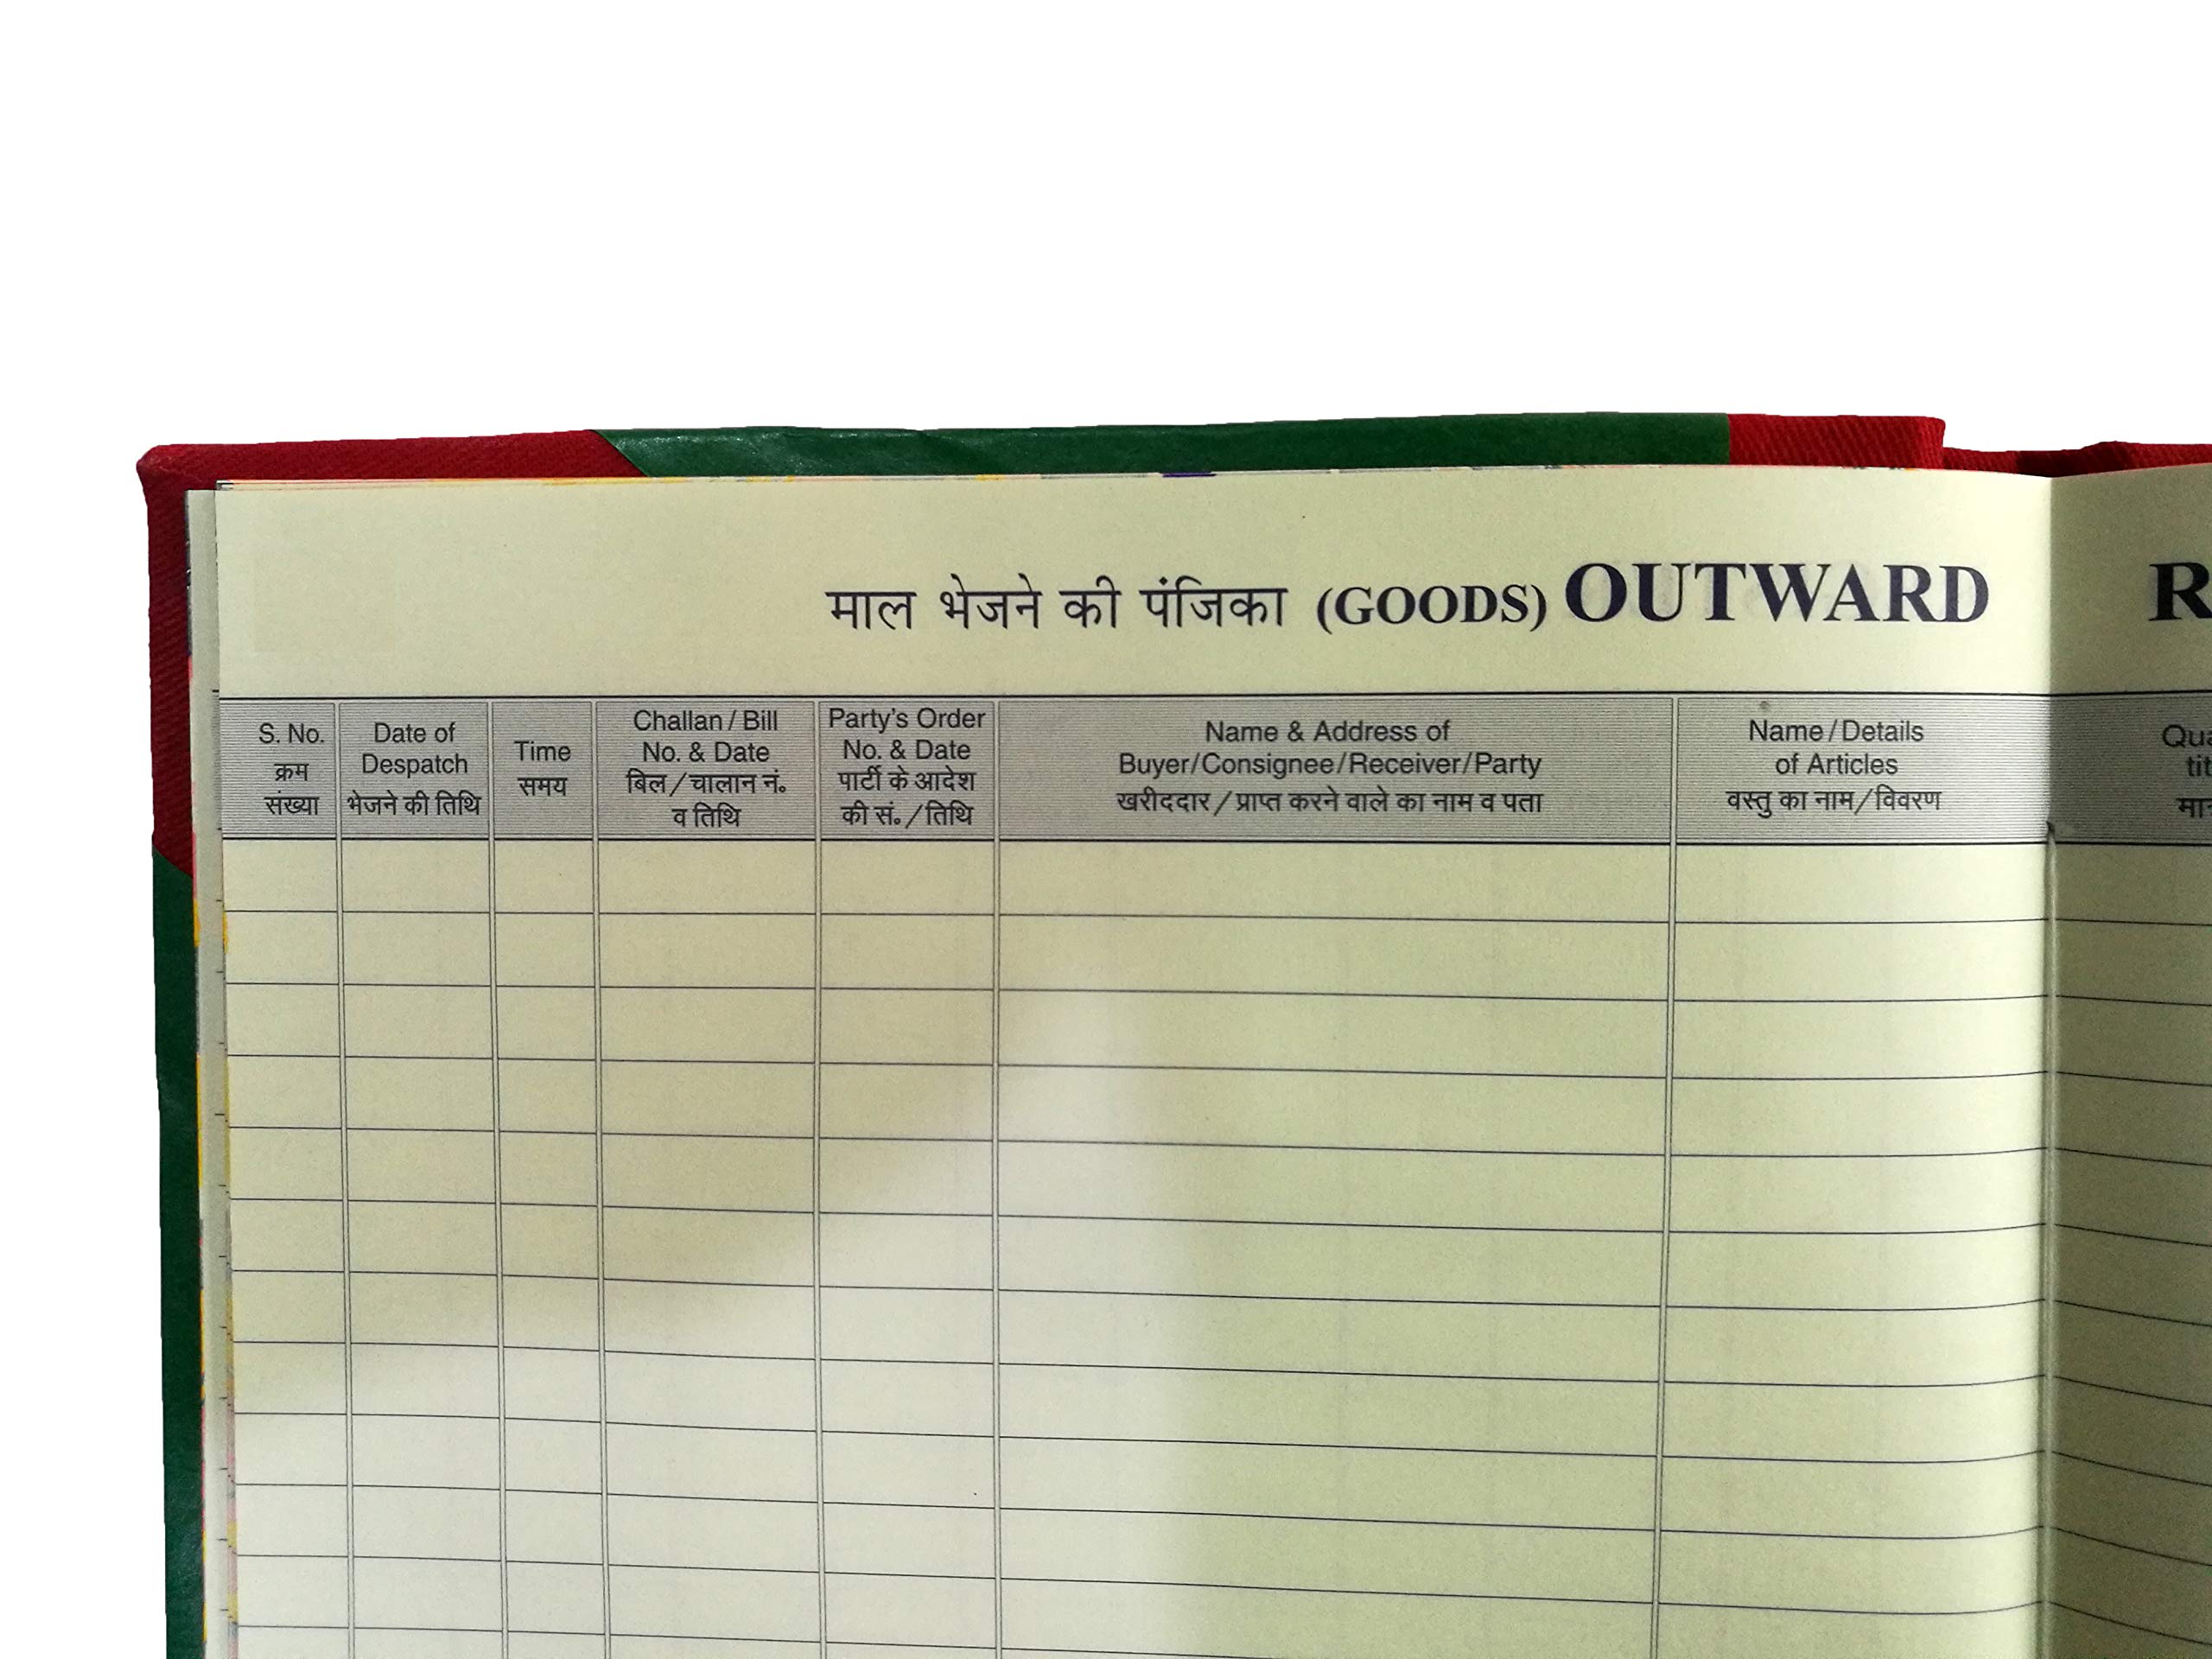 माल भेजने की पंजिका (GOODS) OUTWARD
S. No.
क्रम
संख्या
Date of
Despatch
भेजने की तिथि
Time
समय
Challan / Bill
No. & Date
बिल / चालान नं॰
व तिथि
Party's Order
No. & Date
पार्टी के आदेश
की सं॰ / तिथि
Name & Address of
Buyer/Consignee/Receiver/Party
खरीददार / प्राप्त करने वाले का नाम व पता
Name / Details
of Articles
वस्तु का नाम / विवरण